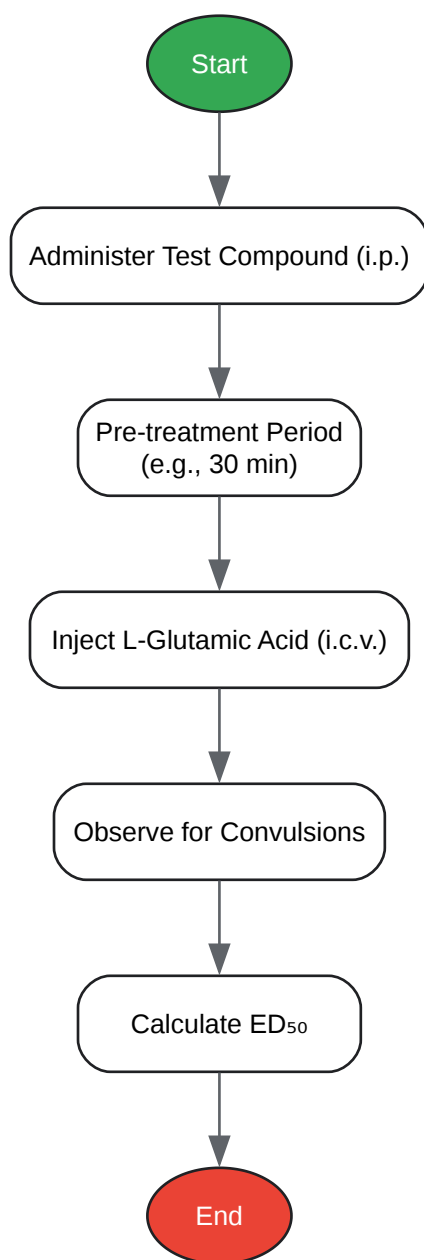 Start
Administer Test Compound (i.p.)
Pre-treatment Period
(e.g., 30 min)
Inject L-Glutamic Acid (i.c.v.)
Observe for Convulsions
Calculate ED₅₀
End